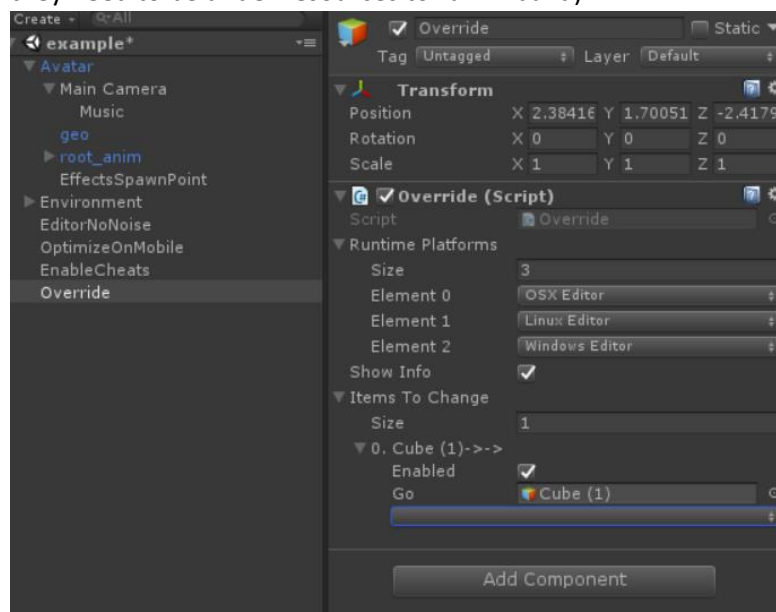 Create Q▾All
example*
Avatar
Main Camera
Music
geo
root_anim
EffectsSpawnPoint
Environment
EditorNoNoise
OptimizeOnMobile
EnableCheats
Override
Override Static
Tag Untagged Layer Default
Transform
Position X 2.38416 Y 1.70051 Z -2.4179
Rotation X 0 Y 0 Z 0
Scale X 1 Y 1 Z 1
Override (Script)
Script Override
Runtime Platforms
Size 3
Element 0 OSX Editor
Element 1 Linux Editor
Element 2 Windows Editor
Show Info
Items To Change
Size 1
0. Cube (1)->->
Enabled
Go Cube (1)
Add Component